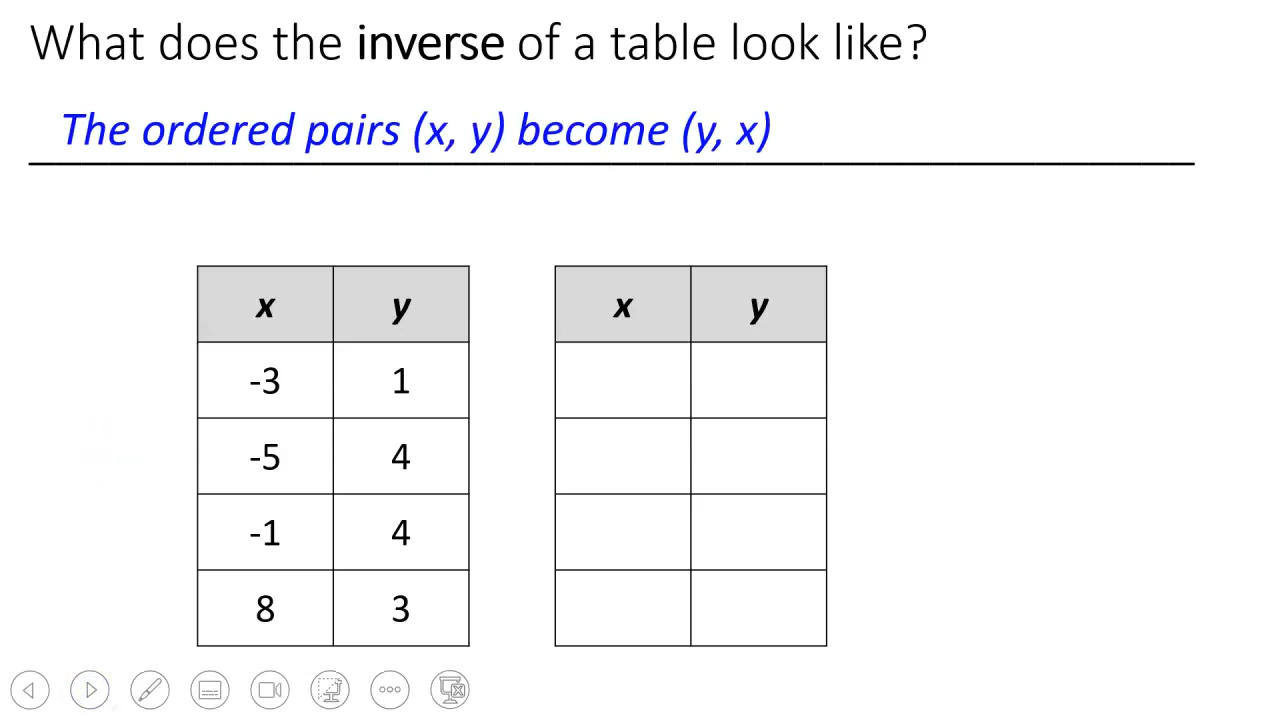 What does the inverse of a table look like?
The ordered pairs (x, y) become (y, x)
x y x y
-3 1
-5 4
-1 4
8 3